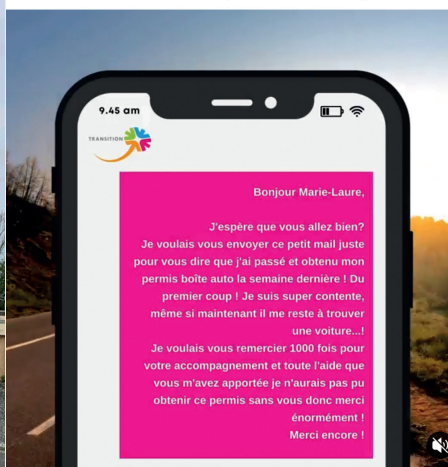 9.45 am
TRANSITION
Bonjour Marie-Laure,
J'espère que vous allez bien?
Je voulais vous envoyer ce petit mail juste
pour vous dire que j'ai passé et obtenu mon
permis boîte auto la semaine dernière ! Du
premier coup ! Je suis super contente,
même si maintenant il me reste à trouver
une voiture...!
Je voulais vous remercier 1000 fois pour
votre accompagnement et toute l'aide que
vous m'avez apportée je n'aurais pas pu
obtenir ce permis sans vous donc merci
énormément !
Merci encore !